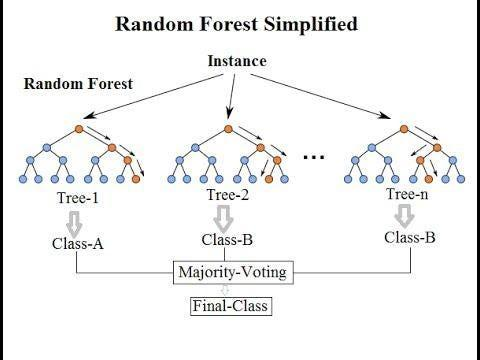 Random Forest Simplified
Instance
Random Forest
...
Tree-1
Tree-2
Tree-n
Class-A
Class-B
Class-B
Majority-Voting
Final-Class